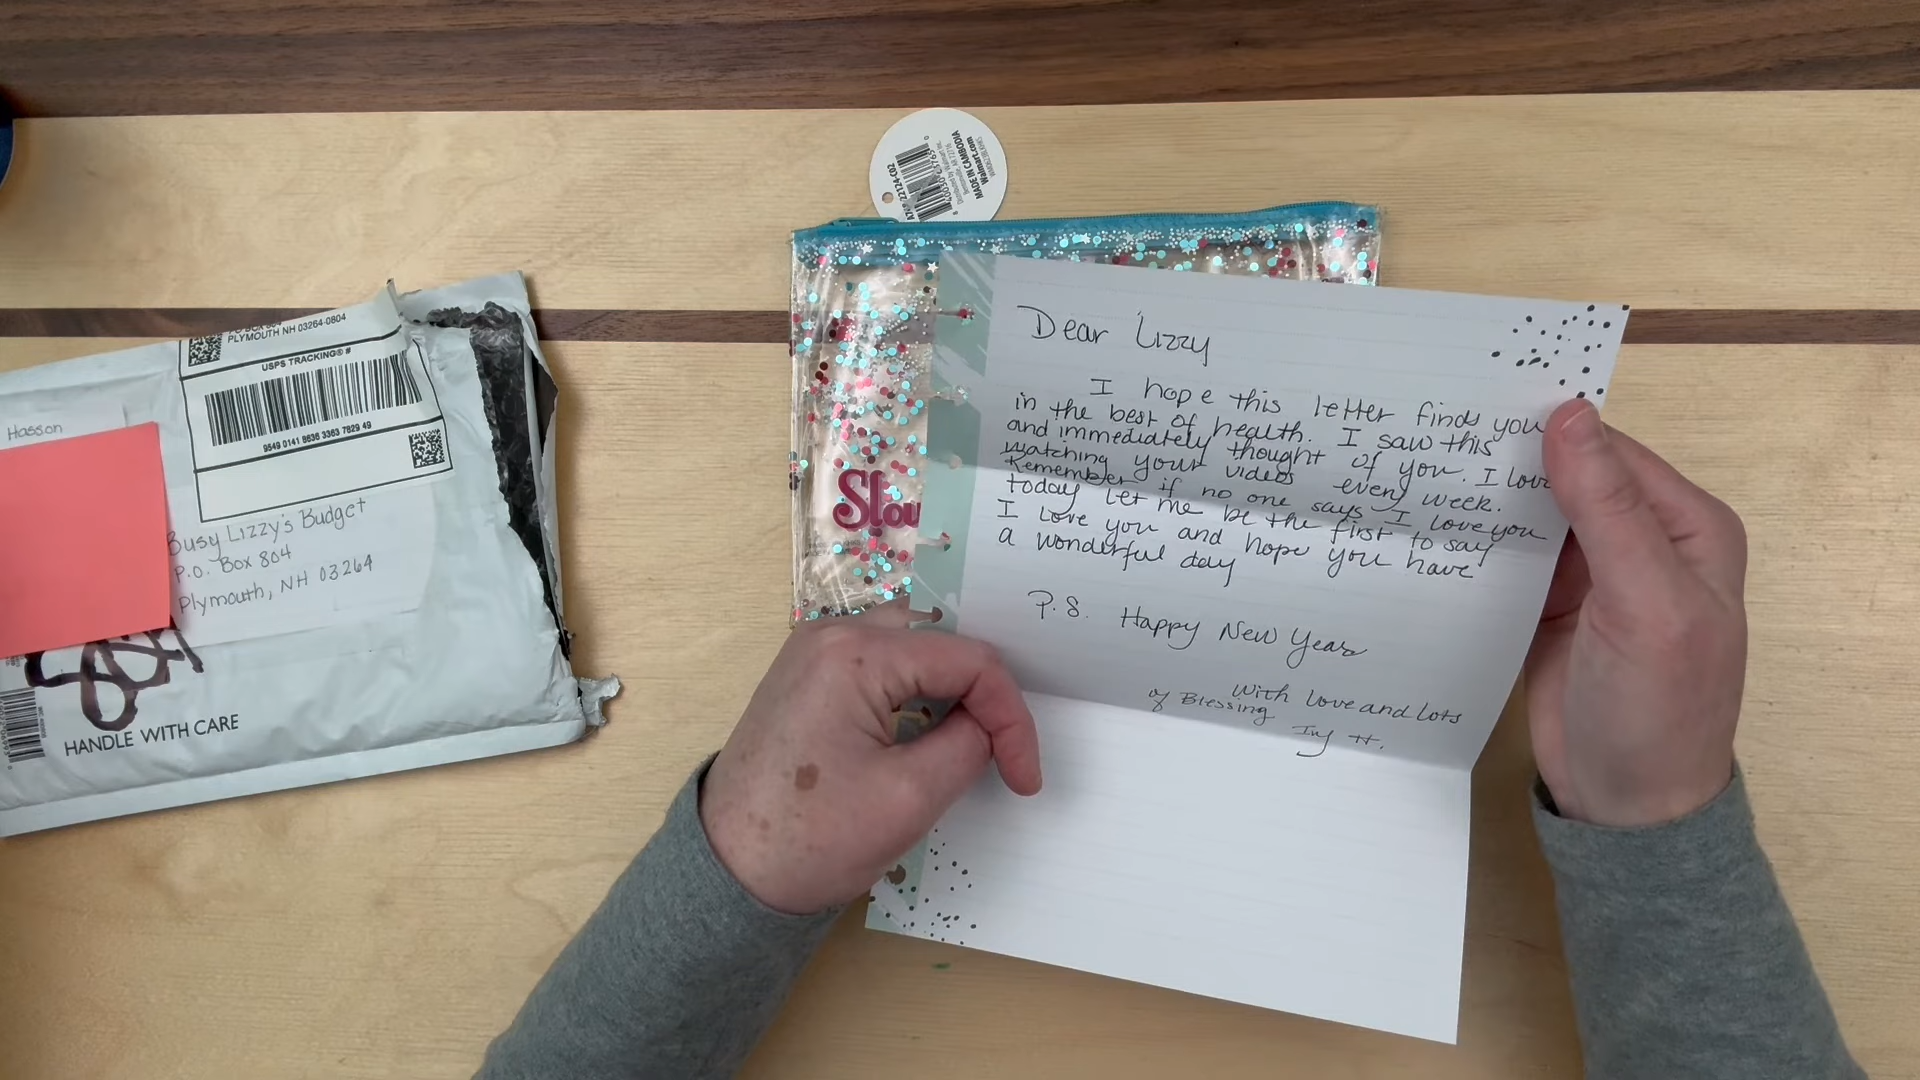 PLYMOUTH NH 03264-0804
USPS TRACKING® #
9549 0141 8636 3363 7829 49
Hasson
Busy Lizzy's Budget
P.O. Box 804
Plymouth, NH 03264
HANDLE WITH CARE
MADE IN CAMBODIA
Walmart.com
Slow
Dear Lizzy
I hope this letter finds you
in the best of health. I saw this
and immediately thought of you. I love
watching your videos every week.
Remember if no one says I love you
today let me be the first to say
I love you and hope you have
a wonderful day
P.S. Happy New Year
With love and lots
of Blessing
H.